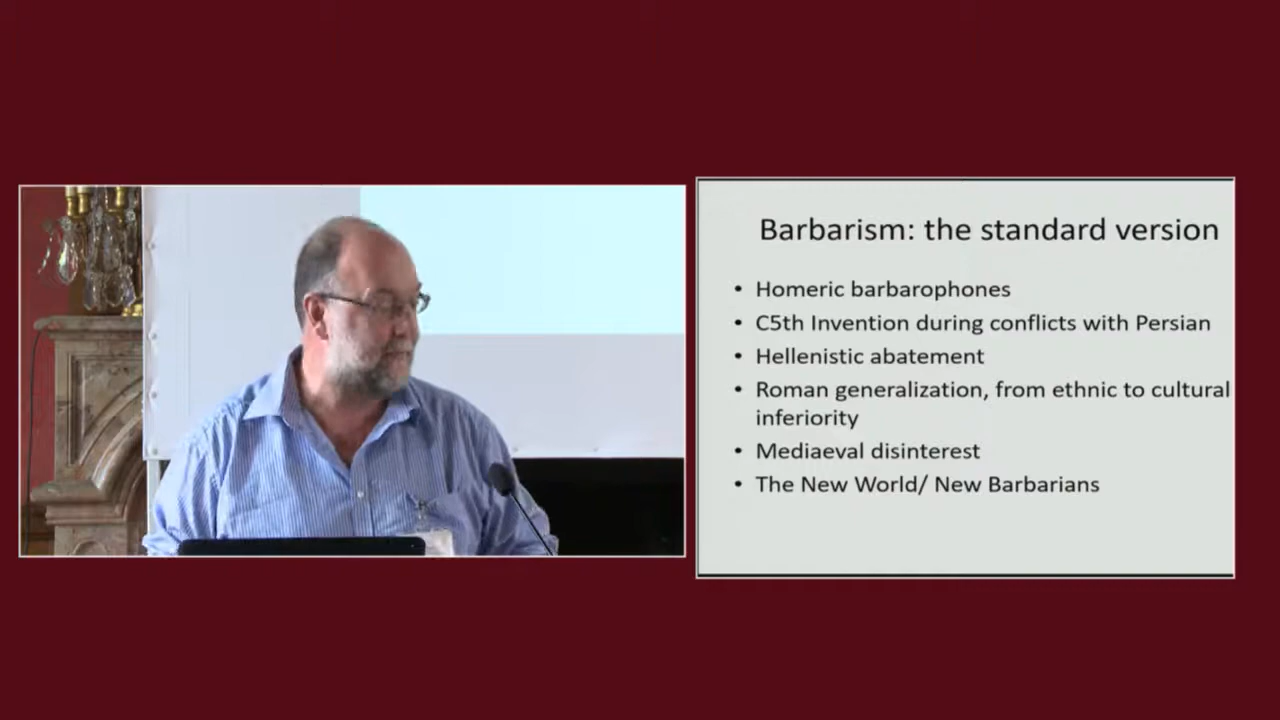 Barbarism: the standard version
• Homeric barbarophones
• C5th Invention during conflicts with Persian
• Hellenistic abatement
• Roman generalization, from ethnic to cultural
inferiority
• Mediaeval disinterest
• The New World/ New Barbarians